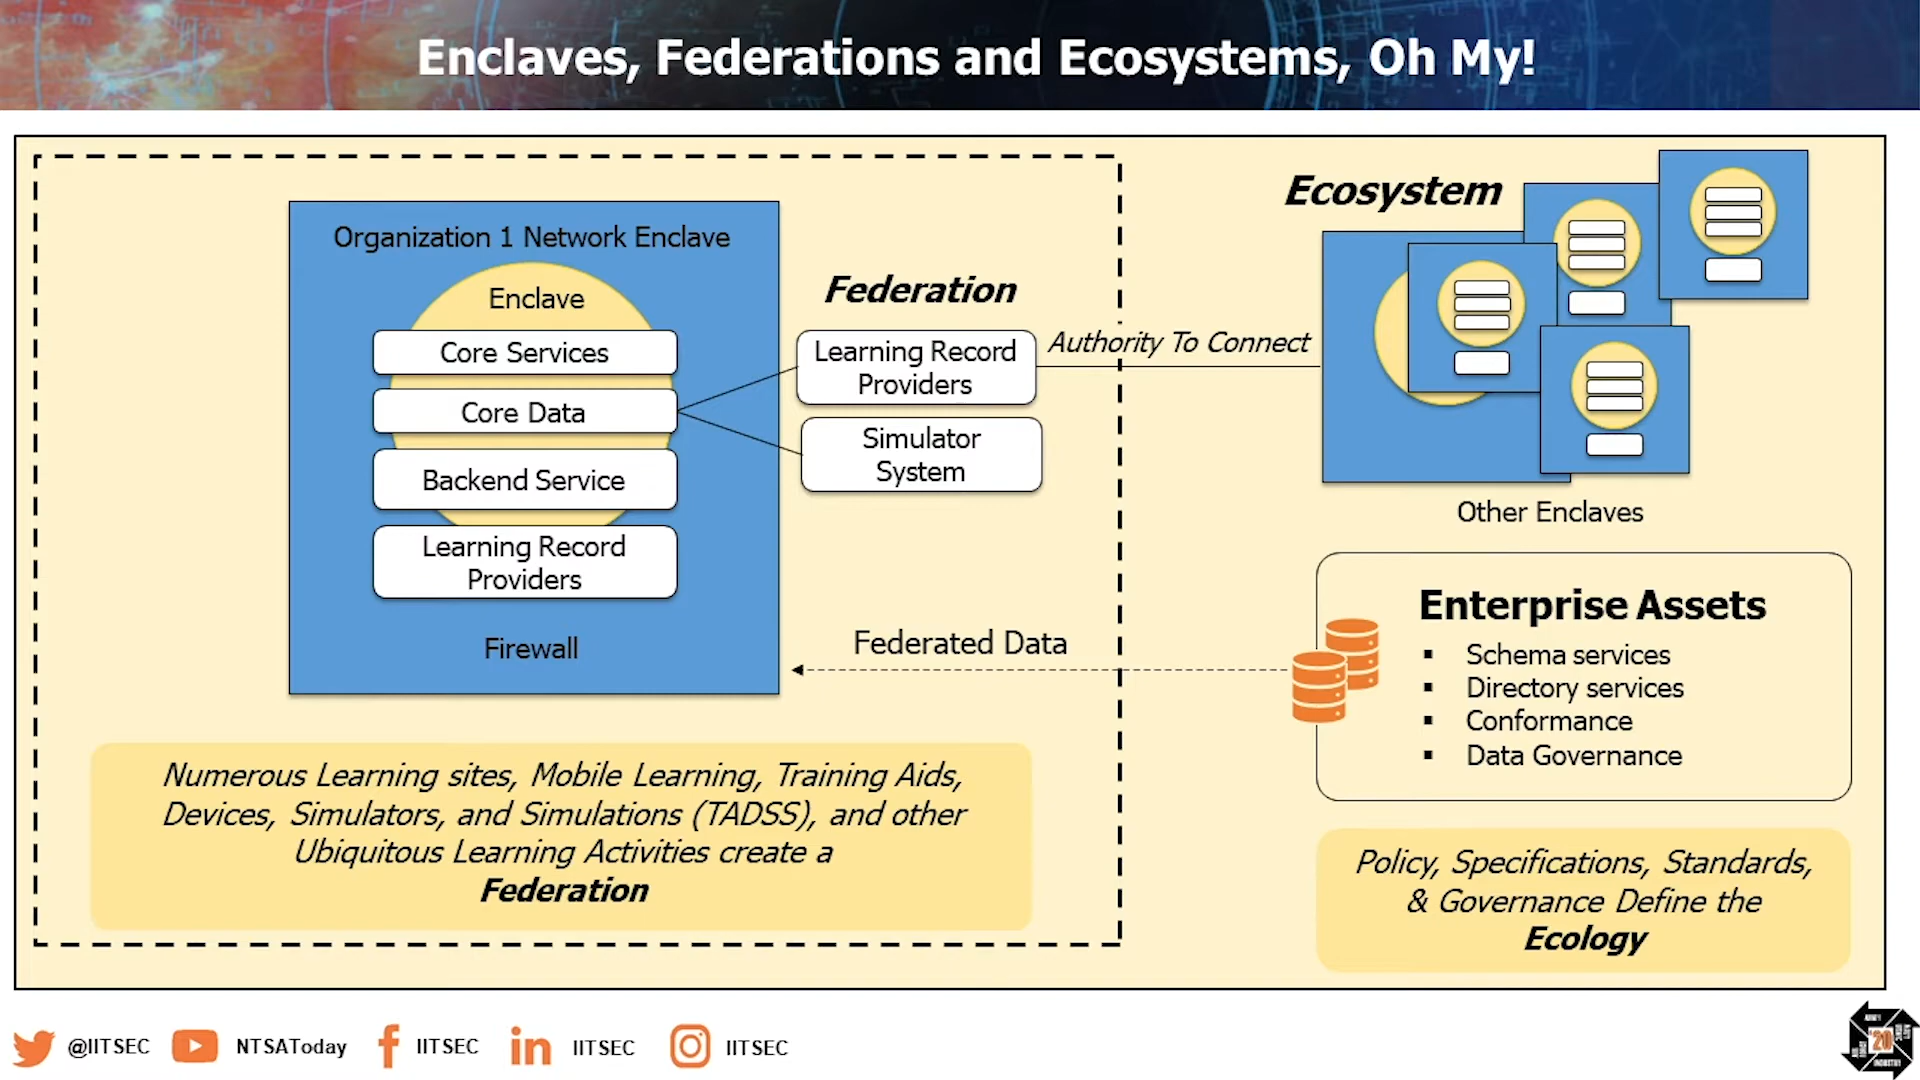 Enclaves, Federations and Ecosystems, Oh My!
Organization 1 Network Enclave
Enclave
Core Services
Core Data
Backend Service
Learning Record
Providers
Firewall
Federation
Learning Record
Providers
Simulator
System
Authority To Connect
Federated Data
Numerous Learning sites, Mobile Learning, Training Aids,
Devices, Simulators, and Simulations (TADSS), and other
Ubiquitous Learning Activities create a
Federation
Ecosystem
Other Enclaves
Enterprise Assets
▪ Schema services
▪ Directory services
▪ Conformance
▪ Data Governance
Policy, Specifications, Standards,
& Governance Define the
Ecology
@IITSEC
NTSAToday
IITSEC
IITSEC
IITSEC
'20